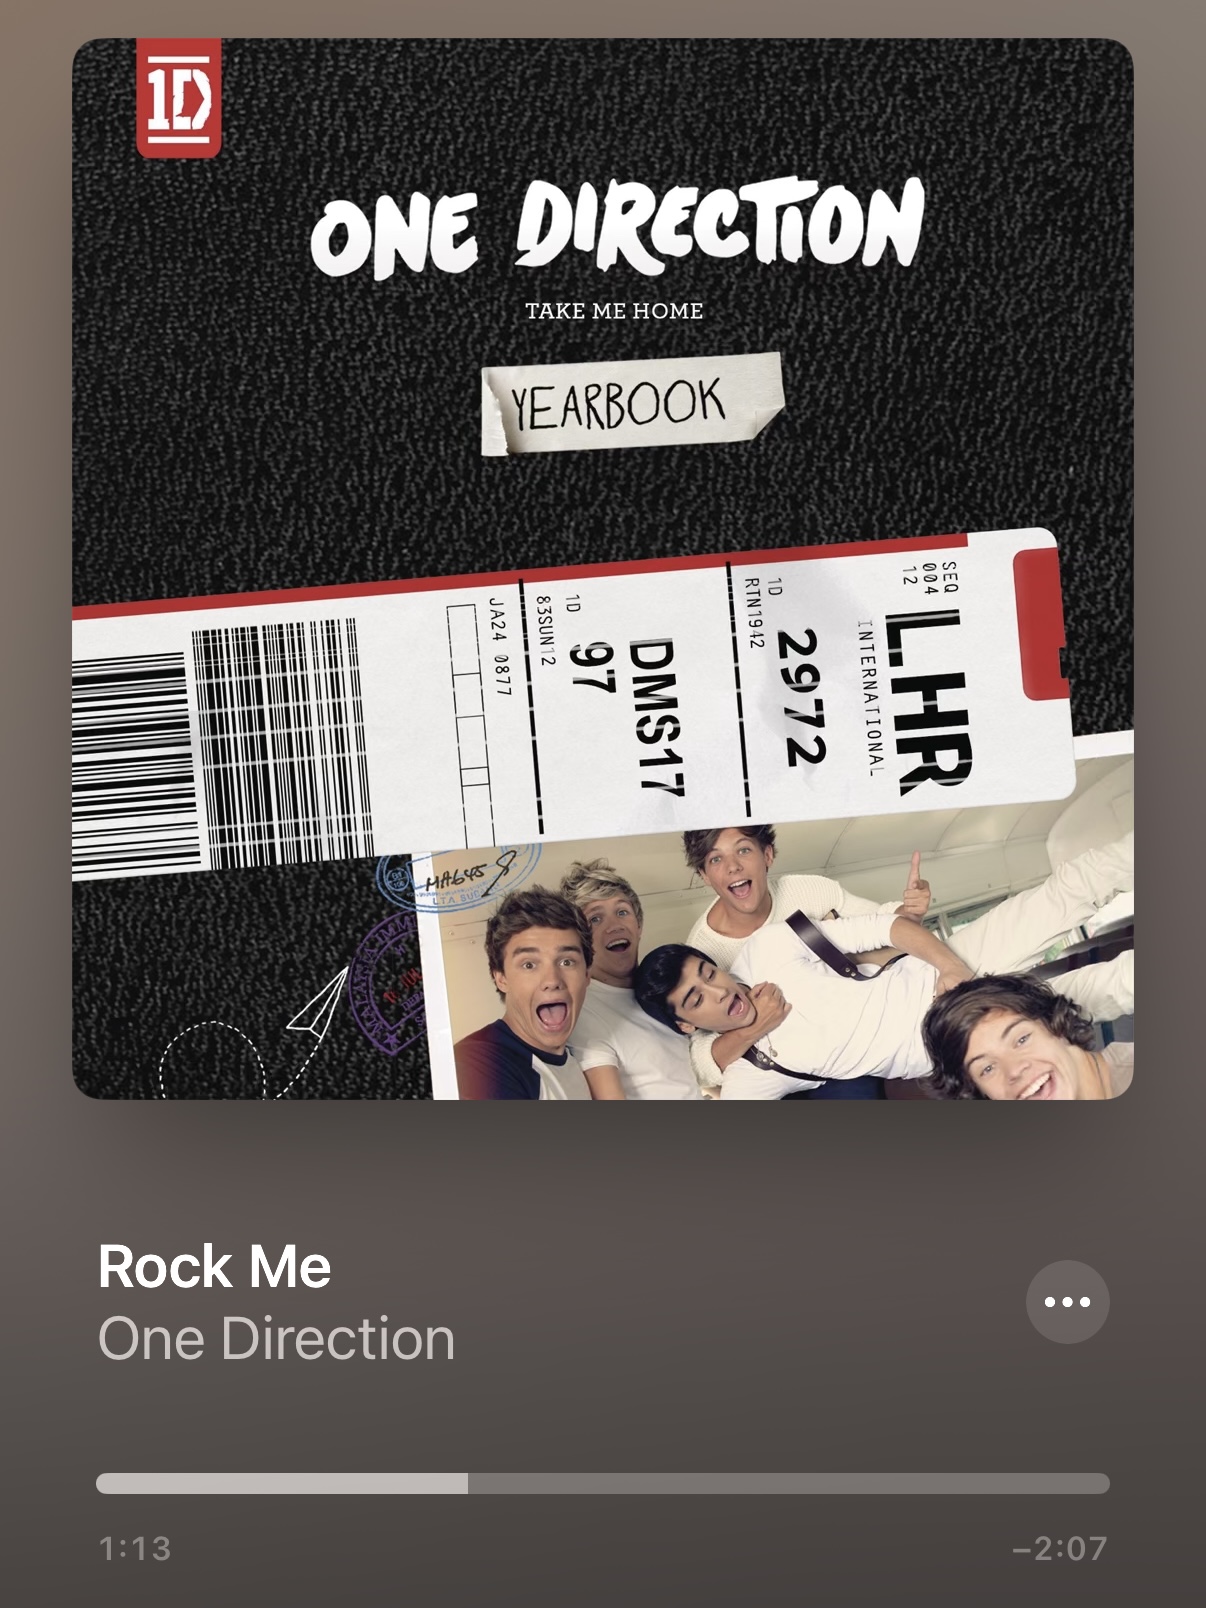 1D
ONE DIRECTION
TAKE ME HOME
YEARBOOK
SEQ
004
12
LHR
INTERNATIONAL
1D
RTN1942
2972
DMS17
1D
97
83SUN12
JA24 0877
HA645
Rock Me
One Direction
1:13
–2:07